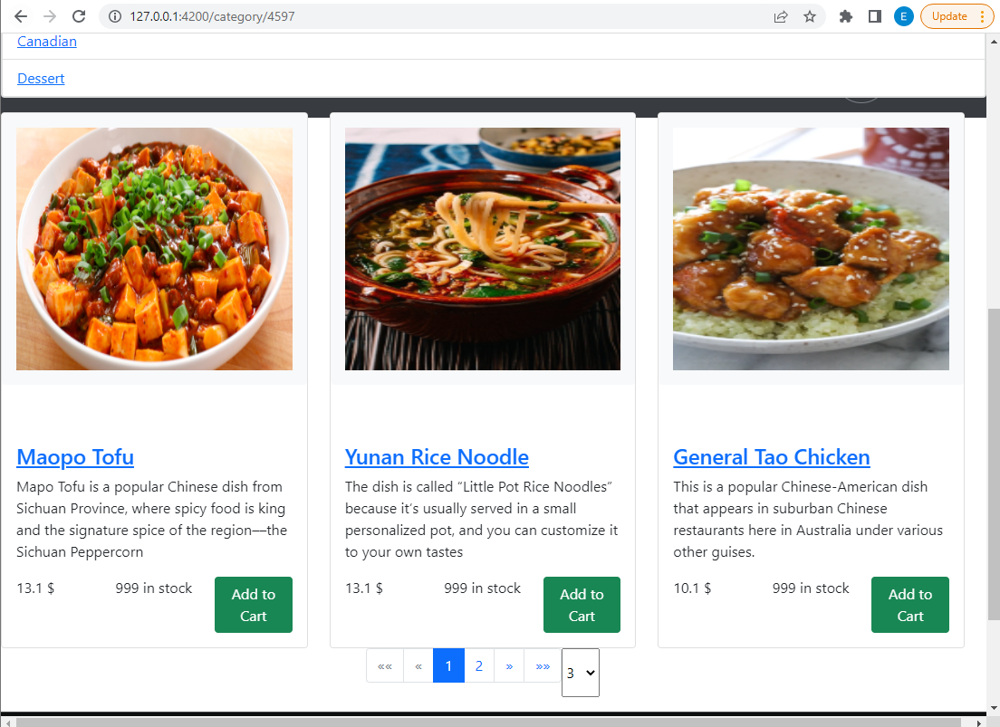 127.0.0.1:4200/category/4597
E
Update
Canadian
Dessert
Maopo Tofu
Mapo Tofu is a popular Chinese dish from
Sichuan Province, where spicy food is king
and the signature spice of the region—the
Sichuan Peppercorn
13.1 $
999 in stock
Add to
Cart
Yunan Rice Noodle
The dish is called “Little Pot Rice Noodles”
because it’s usually served in a small
personalized pot, and you can customize it
to your own tastes
13.1 $
999 in stock
Add to
Cart
General Tao Chicken
This is a popular Chinese-American dish
that appears in suburban Chinese
restaurants here in Australia under various
other guises.
10.1 $
999 in stock
Add to
Cart
«« « 1 2 » »» 3